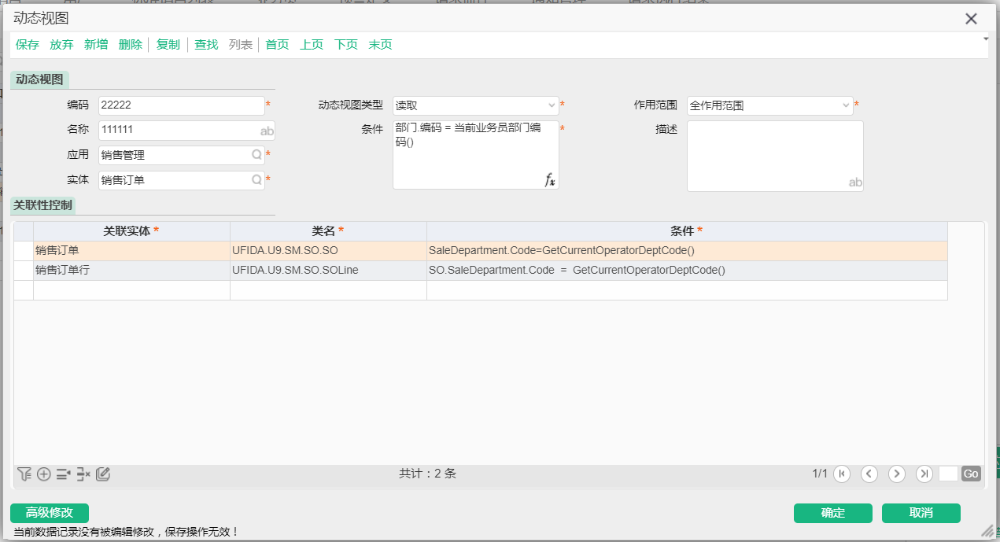 动态视图
保存 放弃 新增 删除 复制 查找 列表 首页 上页 下页 末页
动态视图
编码 22222 * 动态视图类型 读取 * 作用范围 全作用范围 *
名称 111111 ab 条件 部门.编码 = 当前业务员部门编 * 描述
码()
应用 销售管理 *
实体 销售订单 * fx ab
关联性控制
关联实体 * 类名 * 条件 *
销售订单 UFIDA.U9.SM.SO.SO SaleDepartment.Code=GetCurrentOperatorDeptCode()
销售订单行 UFIDA.U9.SM.SO.SOLine SO.SaleDepartment.Code = GetCurrentOperatorDeptCode()
共计：2 条 1/1 Go
高级修改 确定 取消
当前数据记录没有被编辑修改，保存操作无效！